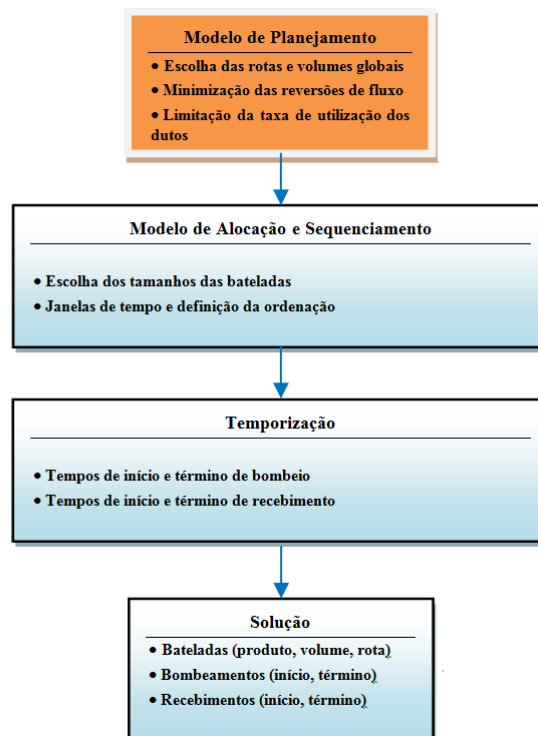 Modelo de Planejamento
• Escolha das rotas e volumes globais
• Minimização das reversões de fluxo
• Limitação da taxa de utilização dos
dutos
Modelo de Alocação e Sequenciamento
• Escolha dos tamanhos das bateladas
• Janelas de tempo e definição da ordenação
Temporização
• Tempos de início e término de bombeio
• Tempos de início e término de recebimento
Solução
• Bateladas (produto, volume, rota)
• Bombeamentos (início, término)
• Recebimentos (início, término)